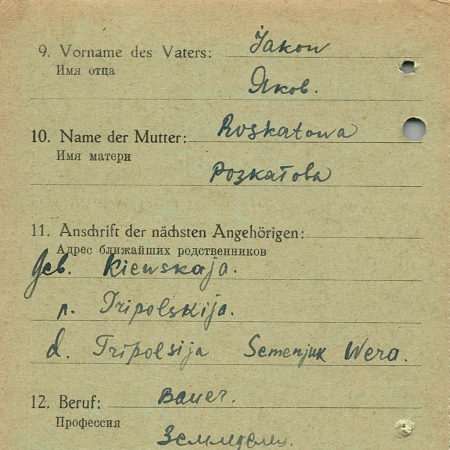 9. Vorname des Vaters: Jakow
Имя отца
Яков.
10. Name der Mutter: Roskatowa
Имя матери
Розкатова
11. Anschrift der nächsten Angehörigen:
Адрес ближайших родственников
Geb. Kiewskaja.
r. Tripolskija.
d. Tripolsija Semenjuk Wera.
12. Beruf: Bauer.
Профессия